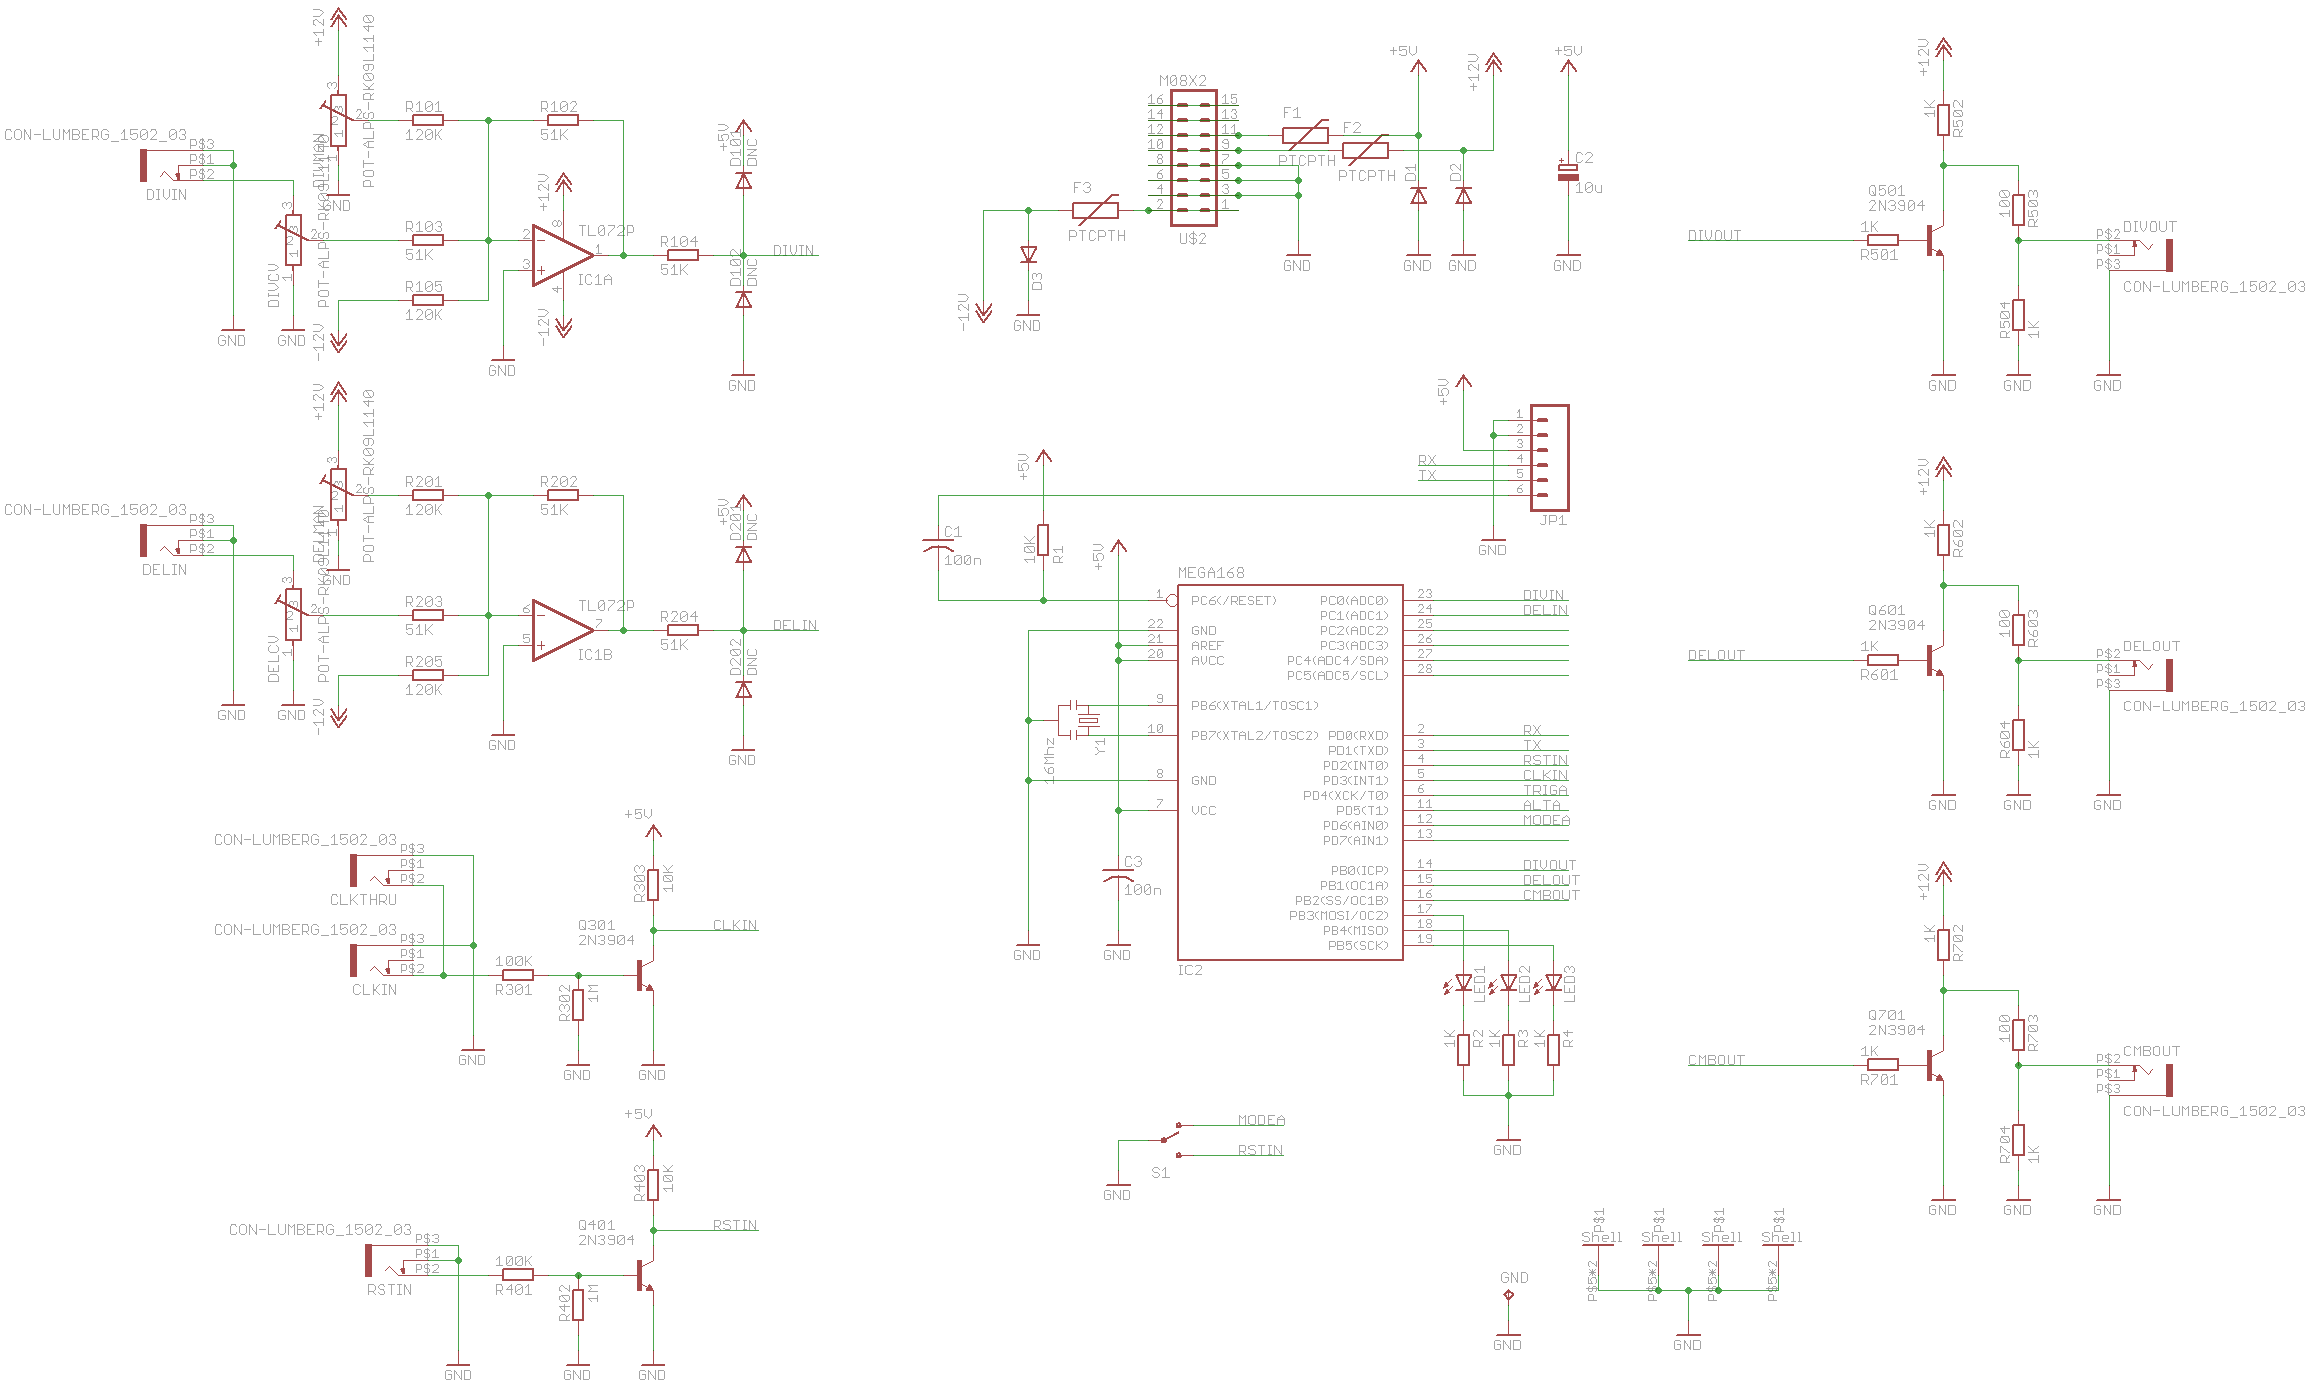 +12V
POT-ALPS-RK09L1140
3
2
1
DIVMAN
GND
CON-LUMBERG_1502_03
P$3
P$1
P$2
DIVIN
R101
120K
R102
51K
3
2
1
DIVCV
POT-ALPS-RK09L1140
R103
51K
R105
120K
+12V
8
2
3
4
1
TL072P
IC1A
-12V
R104
51K
+5V
D101
DNC
D102
DNC
DIVIN
GND
GND
-12V
GND
GND
+12V
POT-ALPS-RK09L1140
3
2
1
GND
CON-LUMBERG_1502_03
P$3
P$1
P$2
DELIN
R201
120K
R202
51K
3
2
1
DELCV
R203
51K
R205
120K
6
5
7
TL072P
IC1B
R204
51K
+5V
D201
DNC
D202
DNC
DELIN
GND
GND
-12V
GND
GND
CON-LUMBERG_1502_03
P$3
P$1
P$2
CLKTHRU
CON-LUMBERG_1502_03
P$3
P$1
P$2
CLKIN
100K
R301
R302
1M
Q301
2N3904
+5V
R303
10K
CLKIN
GND
GND
GND
CON-LUMBERG_1502_03
P$3
P$1
P$2
RSTIN
100K
R401
R402
1M
Q401
2N3904
+5V
R403
10K
RSTIN
GND
GND
GND
M08X2
16 15
14 13
12 11
10 9
8 7
6 5
4 3
2 1
U$2
F1
PTCPTH
F2
PTCPTH
F3
PTCPTH
D3
-12V
GND
GND
+5V
+12V
D1
D2
GND
GND
+5V
C2
10u
GND
+5V
1
2
3
4
5
6
RX
TX
JP1
GND
+5V
C1
100n
10K
R1
+5V
MEGA168
1 PC6(/RESET)
22 GND
21 AREF
20 AVCC
9 PB6(XTAL1/TOSC1)
10 PB7(XTAL2/TOSC2)
8 GND
7 VCC
16Mhz
Y1
C3
100n
GND
GND
IC2
PC0(ADC0) 23 DIVIN
PC1(ADC1) 24 DELIN
PC2(ADC2) 25
PC3(ADC3) 26
PC4(ADC4/SDA) 27
PC5(ADC5/SCL) 28
PD0(RXD) 2 RX
PD1(TXD) 3 TX
PD2(INT0) 4 RSTIN
PD3(INT1) 5 CLKIN
PD4(XCK/T0) 6 TRIGA
PD5(T1) 11 ALTA
PD6(AIN0) 12 MODEA
PD7(AIN1) 13
PB0(ICP) 14 DIVOUT
PB1(OC1A) 15 DELOUT
PB2(SS/OC1B) 16 CMBOUT
PB3(MOSI/OC2) 17
PB4(MISO) 18
PB5(SCK) 19
LED1
LED2
LED3
1K
R2
1K
R3
1K
R4
GND
MODEA
RSTIN
S1
GND
GND
GND
P$1
Shell
P$5*2
P$1
Shell
P$5*2
P$1
Shell
P$5*2
P$1
Shell
P$5*2
GND
+12V
1K
R502
Q501
2N3904
DIVOUT
1K
R501
100
R503
R504
1K
DIVOUT
P$2
P$1
P$3
CON-LUMBERG_1502_03
GND
GND
GND
+12V
1K
R602
Q601
2N3904
DELOUT
1K
R601
100
R603
R604
1K
DELOUT
P$2
P$1
P$3
CON-LUMBERG_1502_03
GND
GND
GND
+12V
1K
R702
Q701
2N3904
CMBOUT
1K
R701
100
R703
R704
1K
CMBOUT
P$2
P$1
P$3
CON-LUMBERG_1502_03
GND
GND
GND